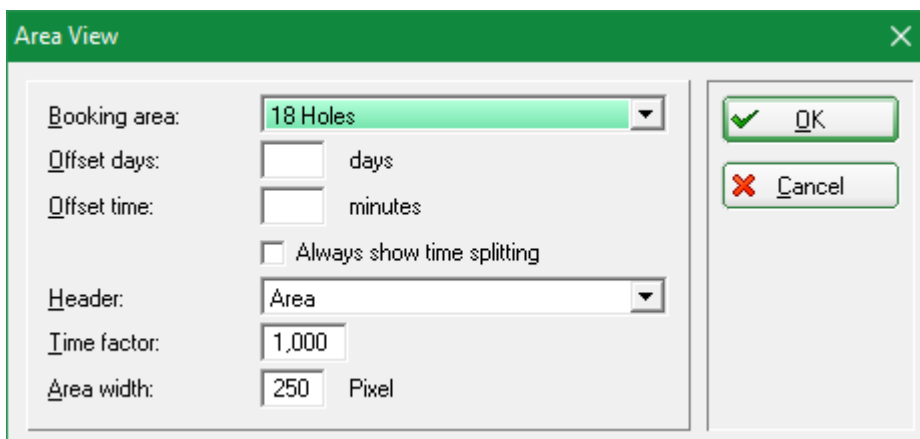 Area View
Booking area: 18 Holes
Offset days: days
Offset time: minutes
Always show time splitting
Header: Area
Time factor: 1,000
Area width: 250 Pixel
OK
Cancel